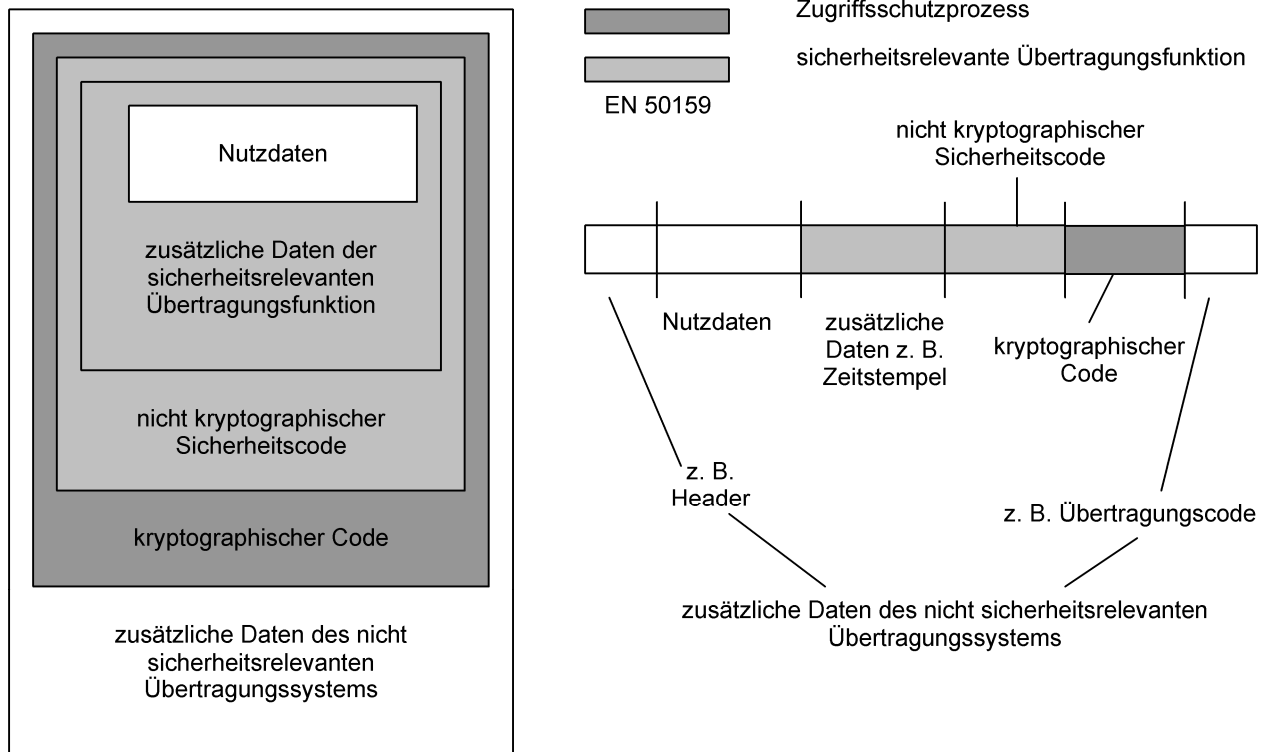 Nutzdaten
zusätzliche Daten der
sicherheitsrelevanten
Übertragungsfunktion
nicht kryptographischer
Sicherheitscode
kryptographischer Code
zusätzliche Daten des nicht
sicherheitsrelevanten
Übertragungssystems
Zugriffsschutzprozess
sicherheitsrelevante Übertragungsfunktion
EN 50159
nicht kryptographischer
Sicherheitscode
Nutzdaten
zusätzliche
Daten z. B.
Zeitstempel
kryptographischer
Code
z. B.
Header
z. B. Übertragungscode
zusätzliche Daten des nicht sicherheitsrelevanten
Übertragungssystems